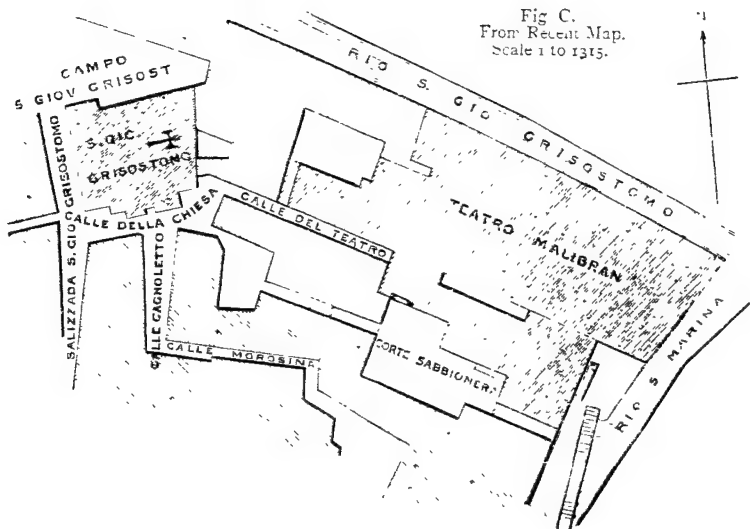 Fig C.
From Recent Map.
Scale 1 to 1315.
CAMPO
S GIOV GRISOST
RIO S. GIO GRISOSTOMO
S. GIO
GRISOSTOMO
SALIZZADA S. GIOV GRISOSTOMO
CALLE DELLA CHIESA
CALLE DEL TEATRO
TEATRO MALIBRAN
CALLE CAGNOLETTO
CALLE MOROSINA
CORTE SABBIONERA
RIO S MARINA